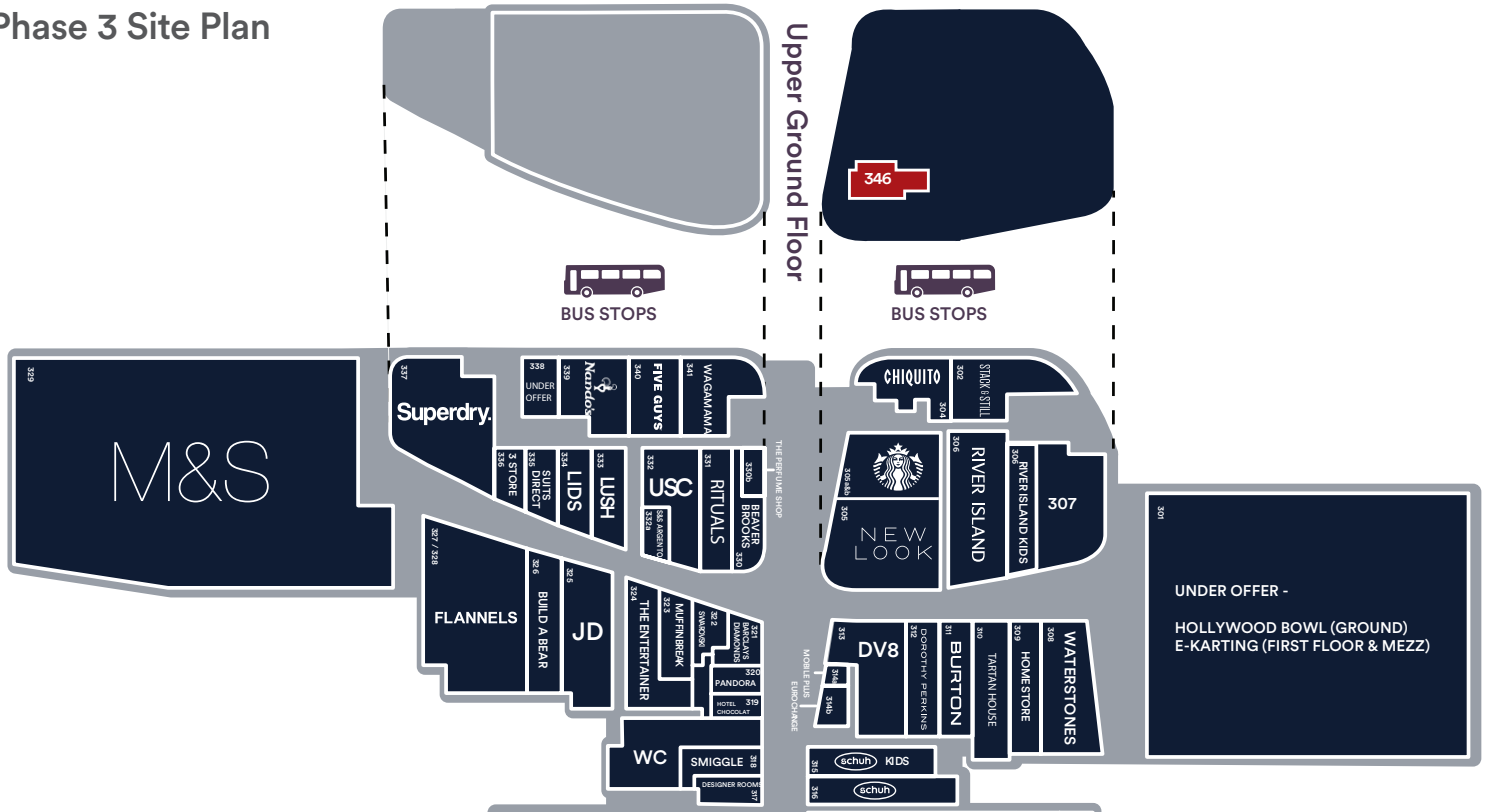 Phase 3 Site Plan
Upper Ground Floor
346
BUS STOPS
BUS STOPS
329
M&S
337
Superdry.
338
UNDER
OFFER
339
Nando's
340
FIVE GUYS
341
WAGAMAMA
CHIQUITO
304
302
STACK & STILL
336
3 STORE
335
SUITS
DIRECT
334
LIDS
333
LUSH
332
USC
332a
S&S ARGENTO
331
RITUALS
330b
THE PERFUME SHOP
BEAVER
BROOKS
330
305a&b
305
NEW
LOOK
306
RIVER ISLAND
306
RIVER ISLAND KIDS
307
301
UNDER OFFER -
HOLLYWOOD BOWL (GROUND)
E-KARTING (FIRST FLOOR & MEZZ)
327 / 328
FLANNELS
326
BUILD A BEAR
325
JD
324
THE ENTERTAINER
323
MUFFINBREAK
322
SWAROVSKI
321
BARCLAYS
DIAMONDS
320
PANDORA
319
HOTEL
CHOCOLAT
313
DV8
MOBILE PLUS
314a
EUROCHANGE
314b
312
DOROTHY PERKINS
311
BURTON
310
TARTAN HOUSE
309
HOMESTORE
308
WATERSTONES
WC
SMIGGLE
318
DESIGNER ROOMS
317
315
schuh KIDS
316
schuh